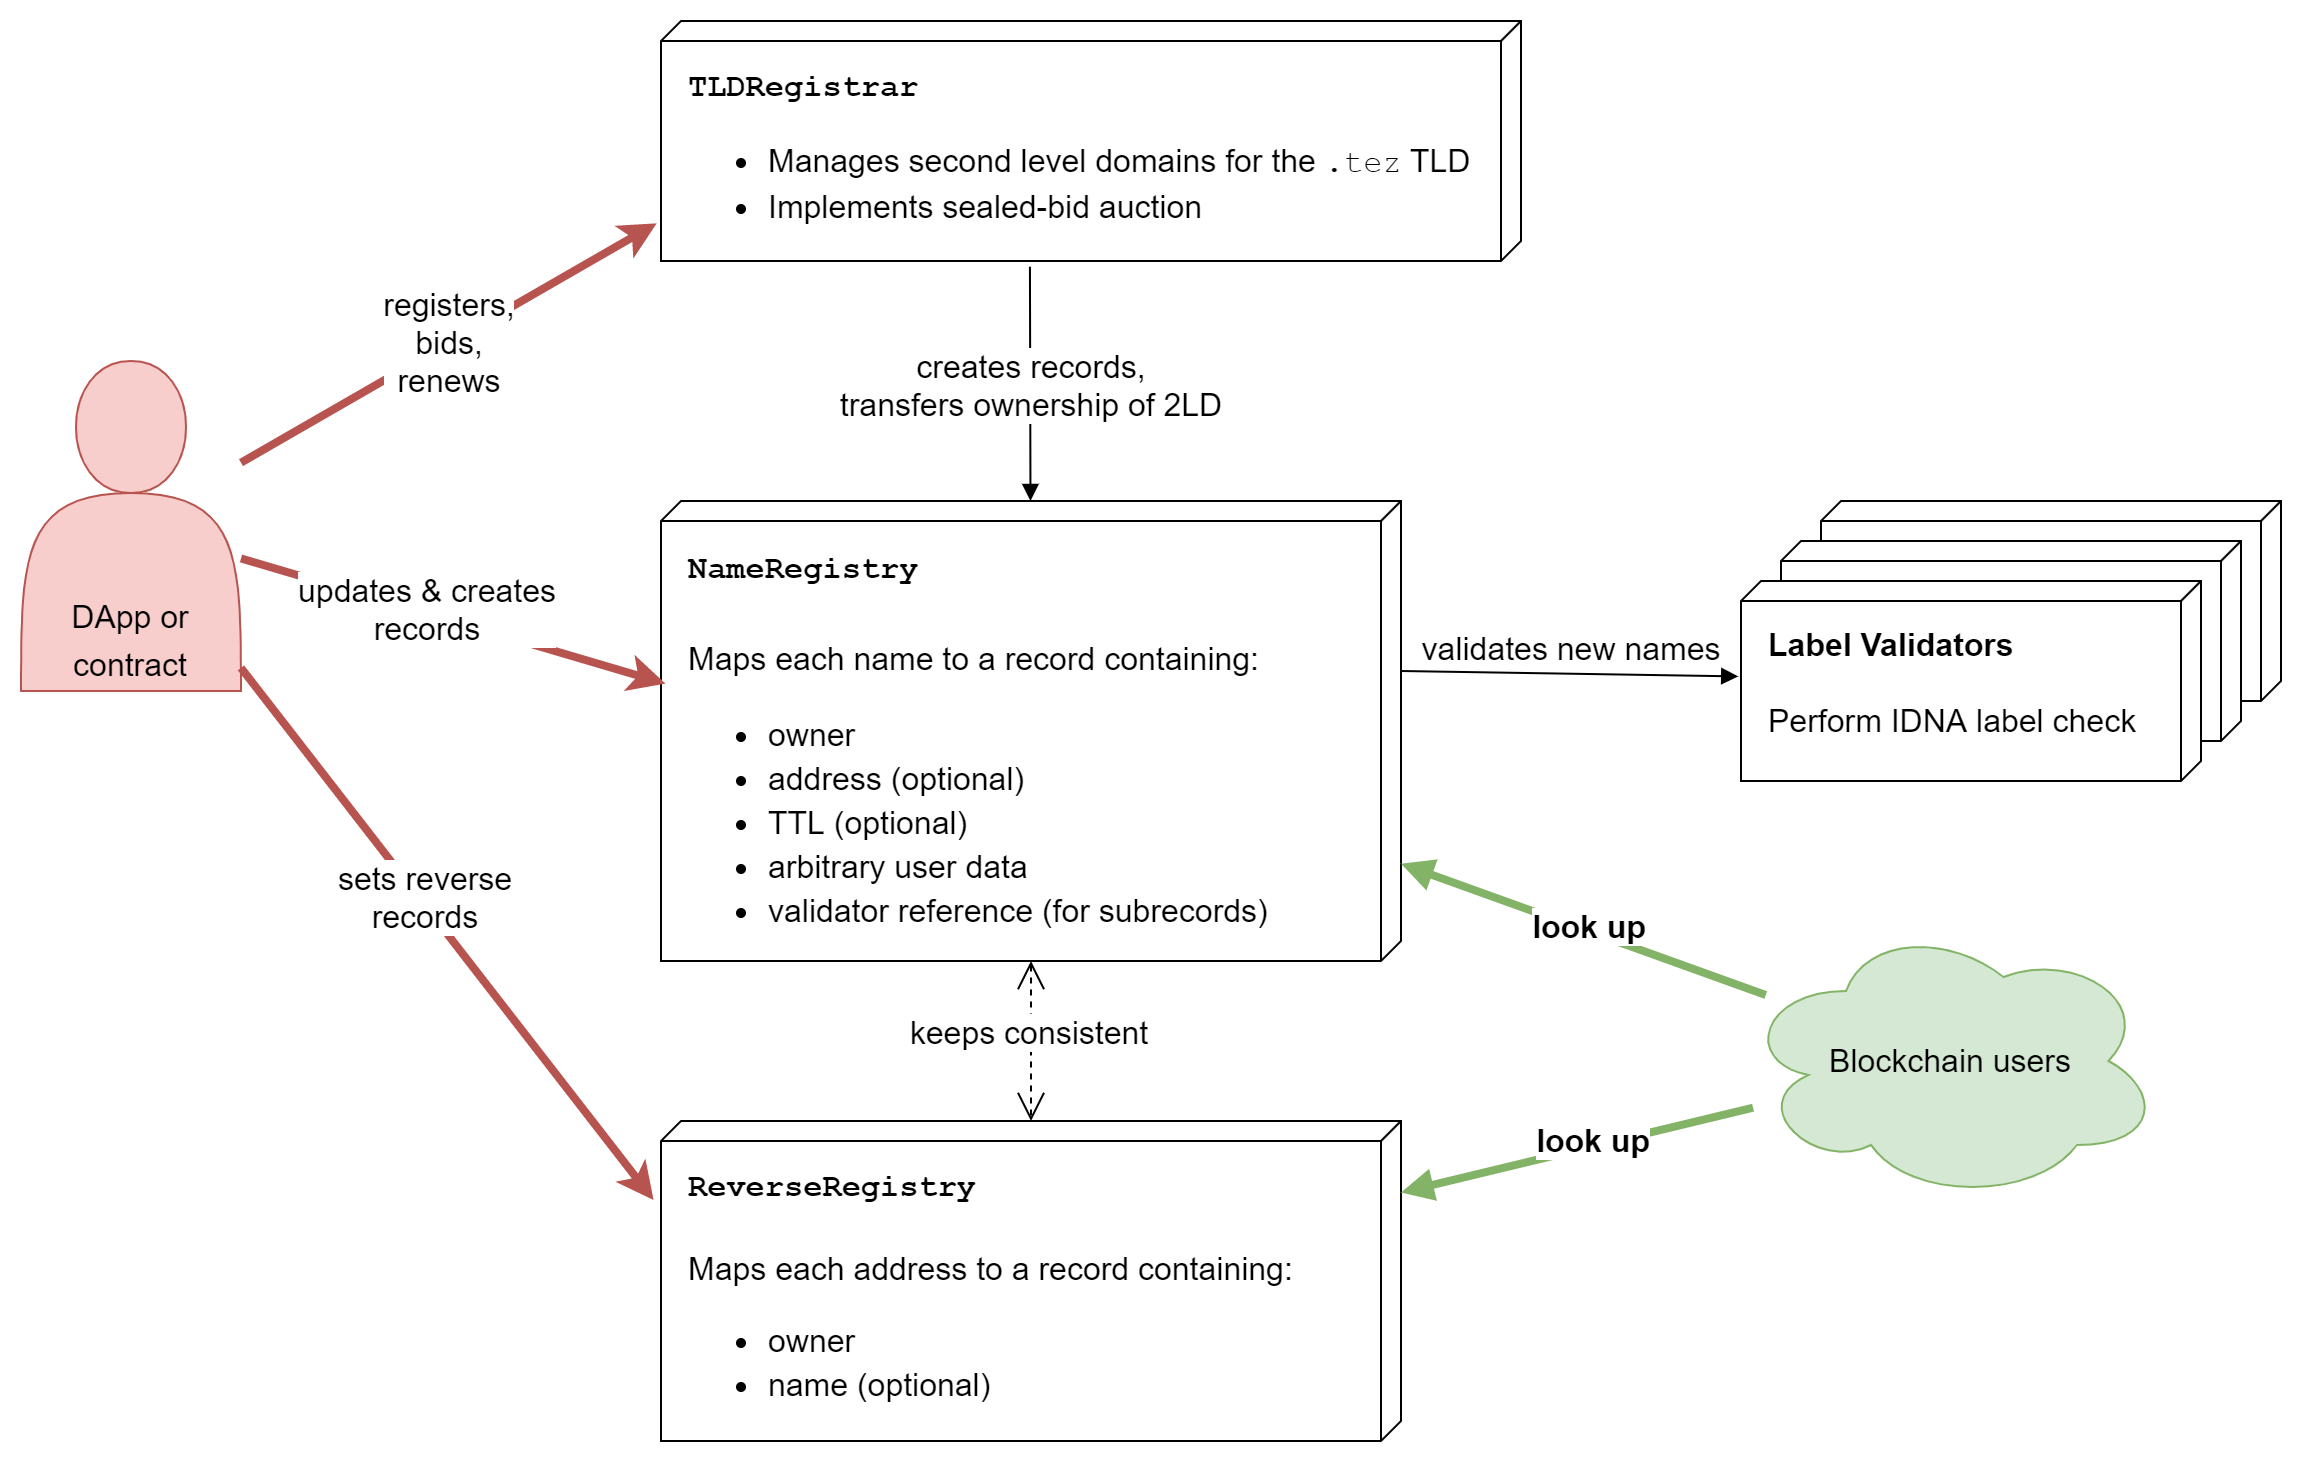 TLDRegistrar
Manages second level domains for the .tez TLD
Implements sealed-bid auction
registers,
bids,
renews
creates records,
transfers ownership of 2LD
DApp or
contract
updates & creates
records
NameRegistry
Maps each name to a record containing:
owner
address (optional)
TTL (optional)
arbitrary user data
validator reference (for subrecords)
validates new names
Label Validators
Perform IDNA label check
sets reverse
records
look up
keeps consistent
Blockchain users
look up
ReverseRegistry
Maps each address to a record containing:
owner
name (optional)